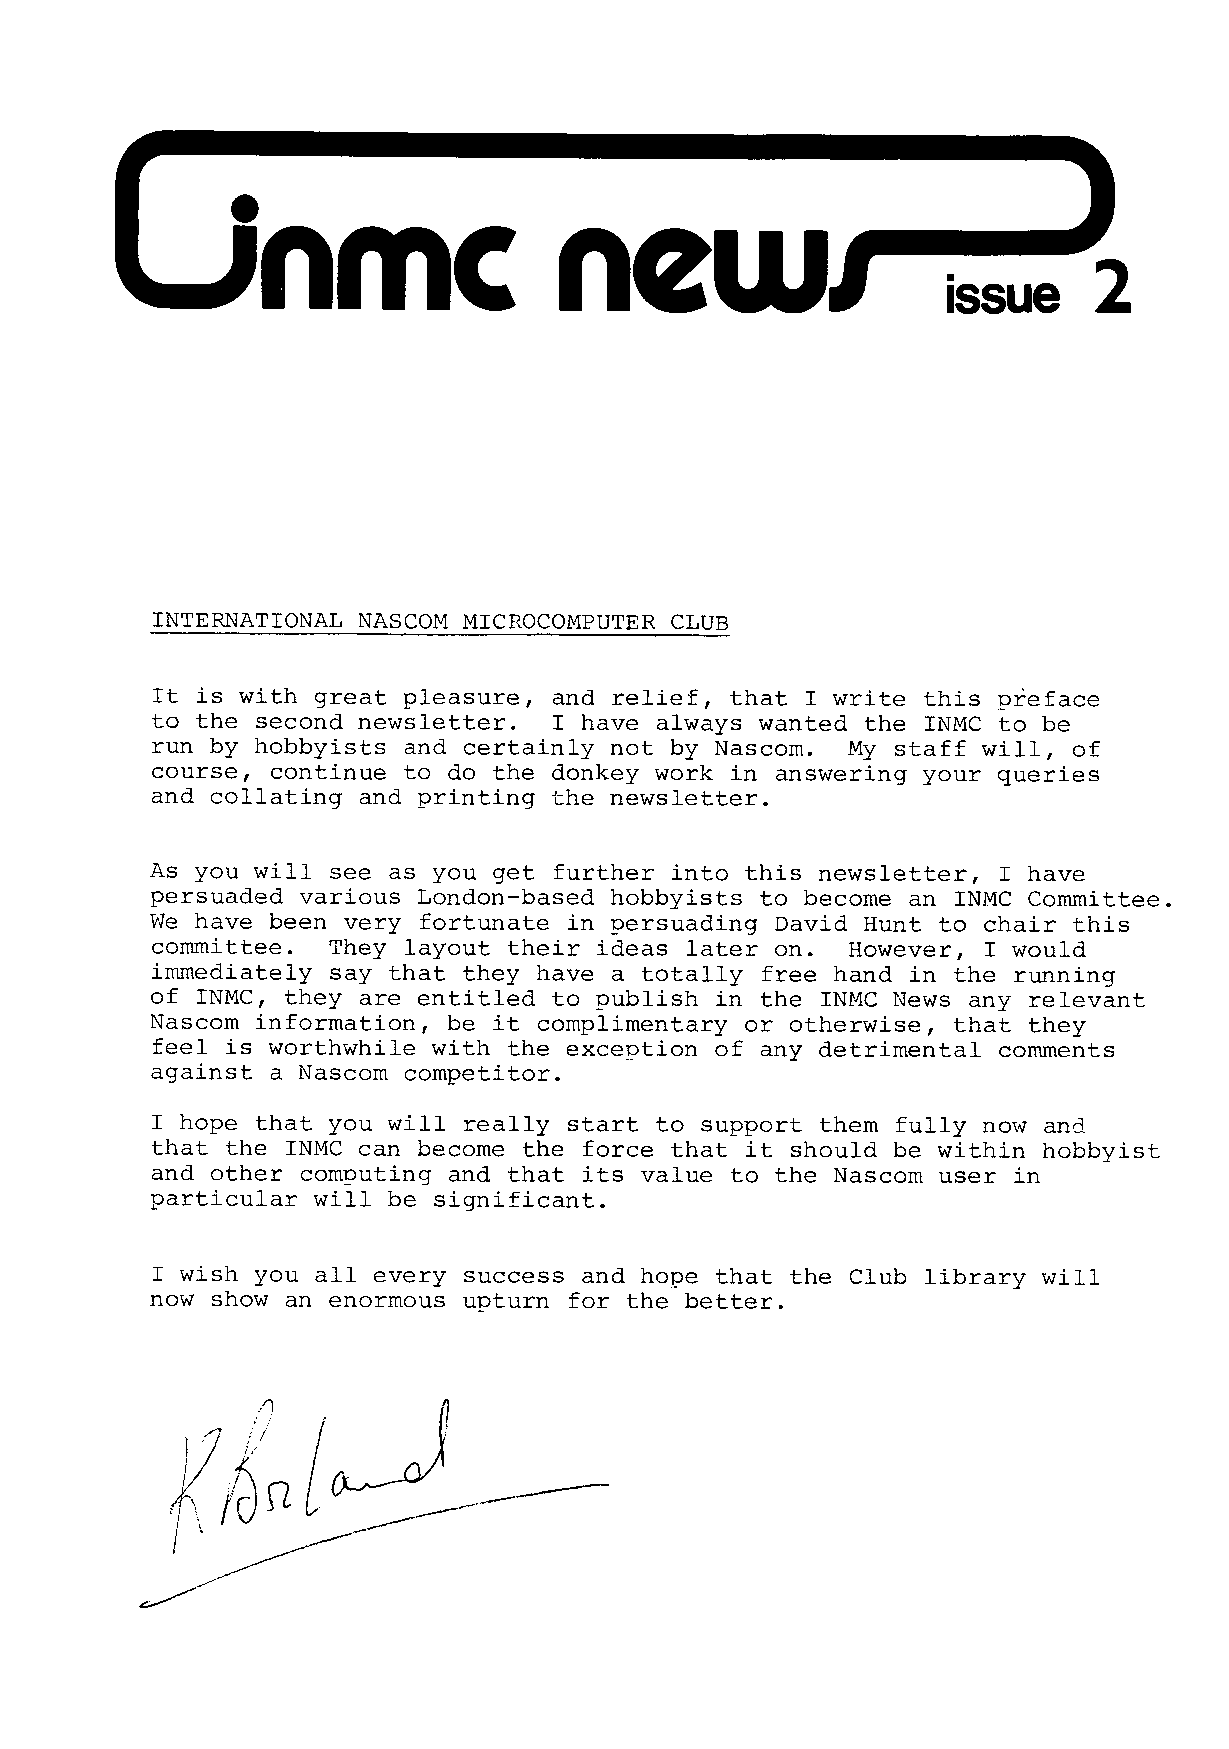 inmc news
issue 2
INTERNATIONAL NASCOM MICROCOMPUTER CLUB
It is with great pleasure, and relief, that I write this preface
to the second newsletter. I have always wanted the INMC to be
run by hobbyists and certainly not by Nascom. My staff will, of
course, continue to do the donkey work in answering your queries
and collating and printing the newsletter.
As you will see as you get further into this newsletter, I have
persuaded various London-based hobbyists to become an INMC Committee.
We have been very fortunate in persuading David Hunt to chair this
committee. They layout their ideas later on. However, I would
immediately say that they have a totally free hand in the running
of INMC, they are entitled to publish in the INMC News any relevant
Nascom information, be it complimentary or otherwise, that they
feel is worthwhile with the exception of any detrimental comments
against a Nascom competitor.
I hope that you will really start to support them fully now and
that the INMC can become the force that it should be within hobbyist
and other computing and that its value to the Nascom user in
particular will be significant.
I wish you all every success and hope that the Club library will
now show an enormous upturn for the better.
K Borland